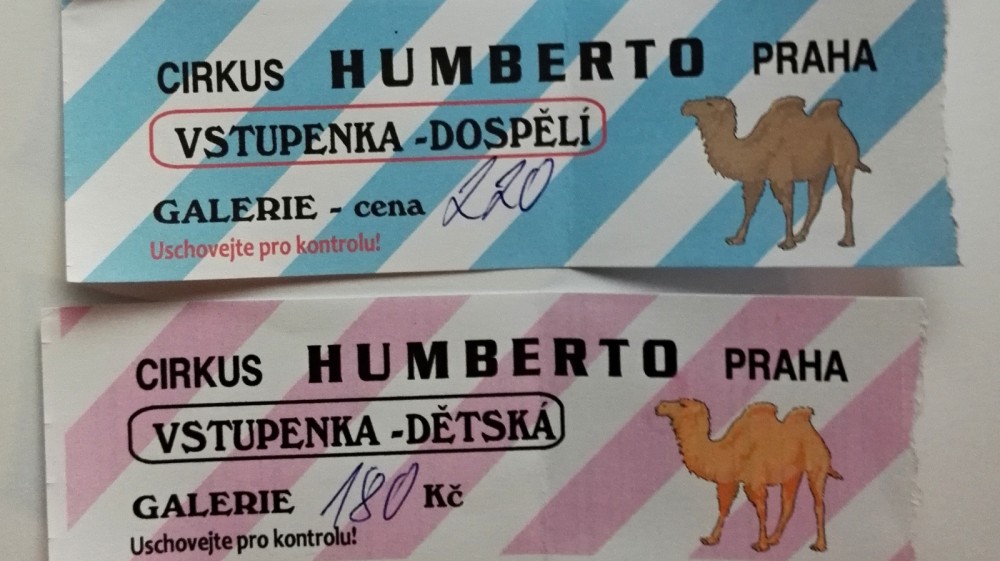 CIRKUS HUMBERTO PRAHA
VSTUPENKA -DOSPĚLÍ
GALERIE - cena 220
Uschovejte pro kontrolu!
CIRKUS HUMBERTO PRAHA
VSTUPENKA -DĚTSKÁ
GALERIE 180 Kč
Uschovejte pro kontrolu!